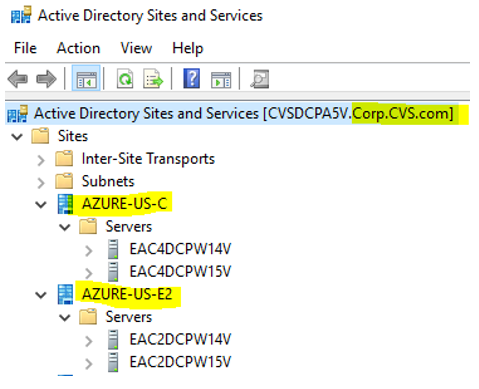 Active Directory Sites and Services
File Action View Help
Active Directory Sites and Services [CVSDCPA5V.Corp.CVS.com]
Sites
Inter-Site Transports
Subnets
AZURE-US-C
Servers
EAC4DCPW14V
EAC4DCPW15V
AZURE-US-E2
Servers
EAC2DCPW14V
EAC2DCPW15V